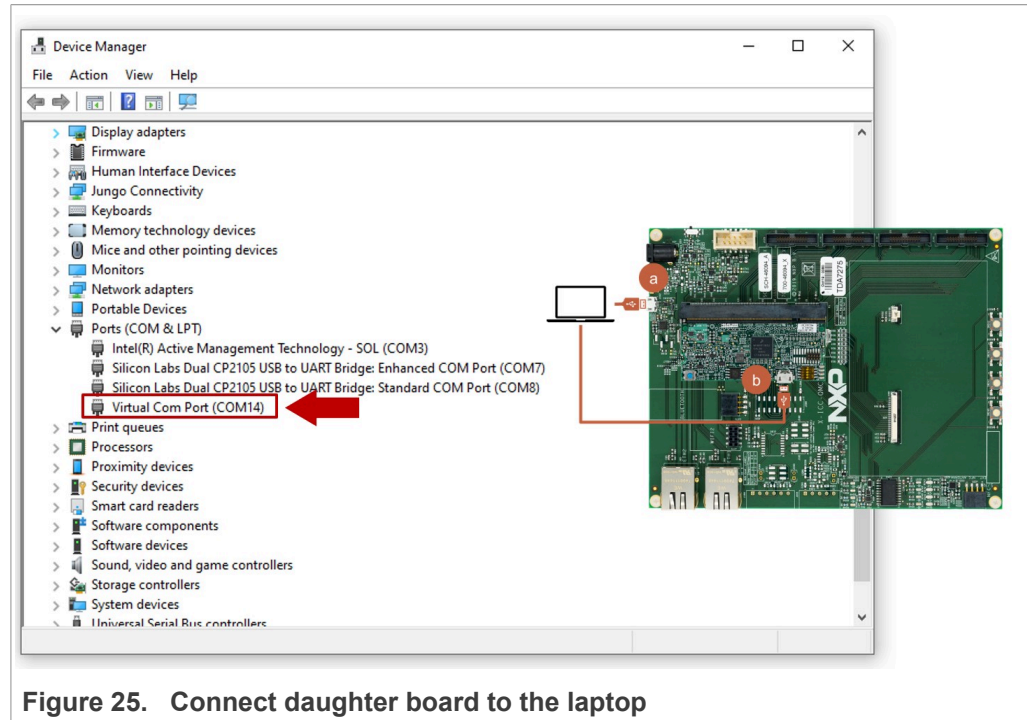 Device Manager
File Action View Help
Display adapters
Firmware
Human Interface Devices
Jungo Connectivity
Keyboards
Memory technology devices
Mice and other pointing devices
Monitors
Network adapters
Portable Devices
Ports (COM & LPT)
Intel(R) Active Management Technology - SOL (COM3)
Silicon Labs Dual CP2105 USB to UART Bridge: Enhanced COM Port (COM7)
Silicon Labs Dual CP2105 USB to UART Bridge: Standard COM Port (COM8)
Virtual Com Port (COM14)
Print queues
Processors
Proximity devices
Security devices
Smart card readers
Software components
Software devices
Sound, video and game controllers
Storage controllers
System devices
Universal Serial Bus controllers
a
b
TDA7275
NXP
BLUETOOTH
Figure 25. Connect daughter board to the laptop